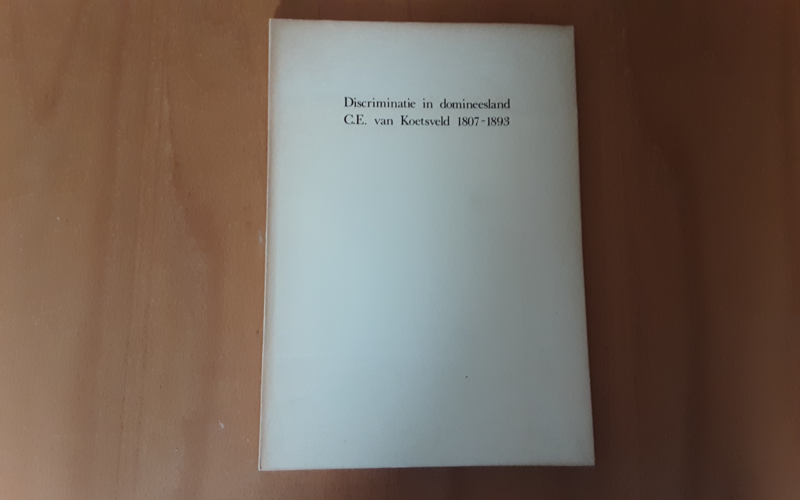 Discriminatie in domineesland
C.E. van Koetsveld 1807-1893